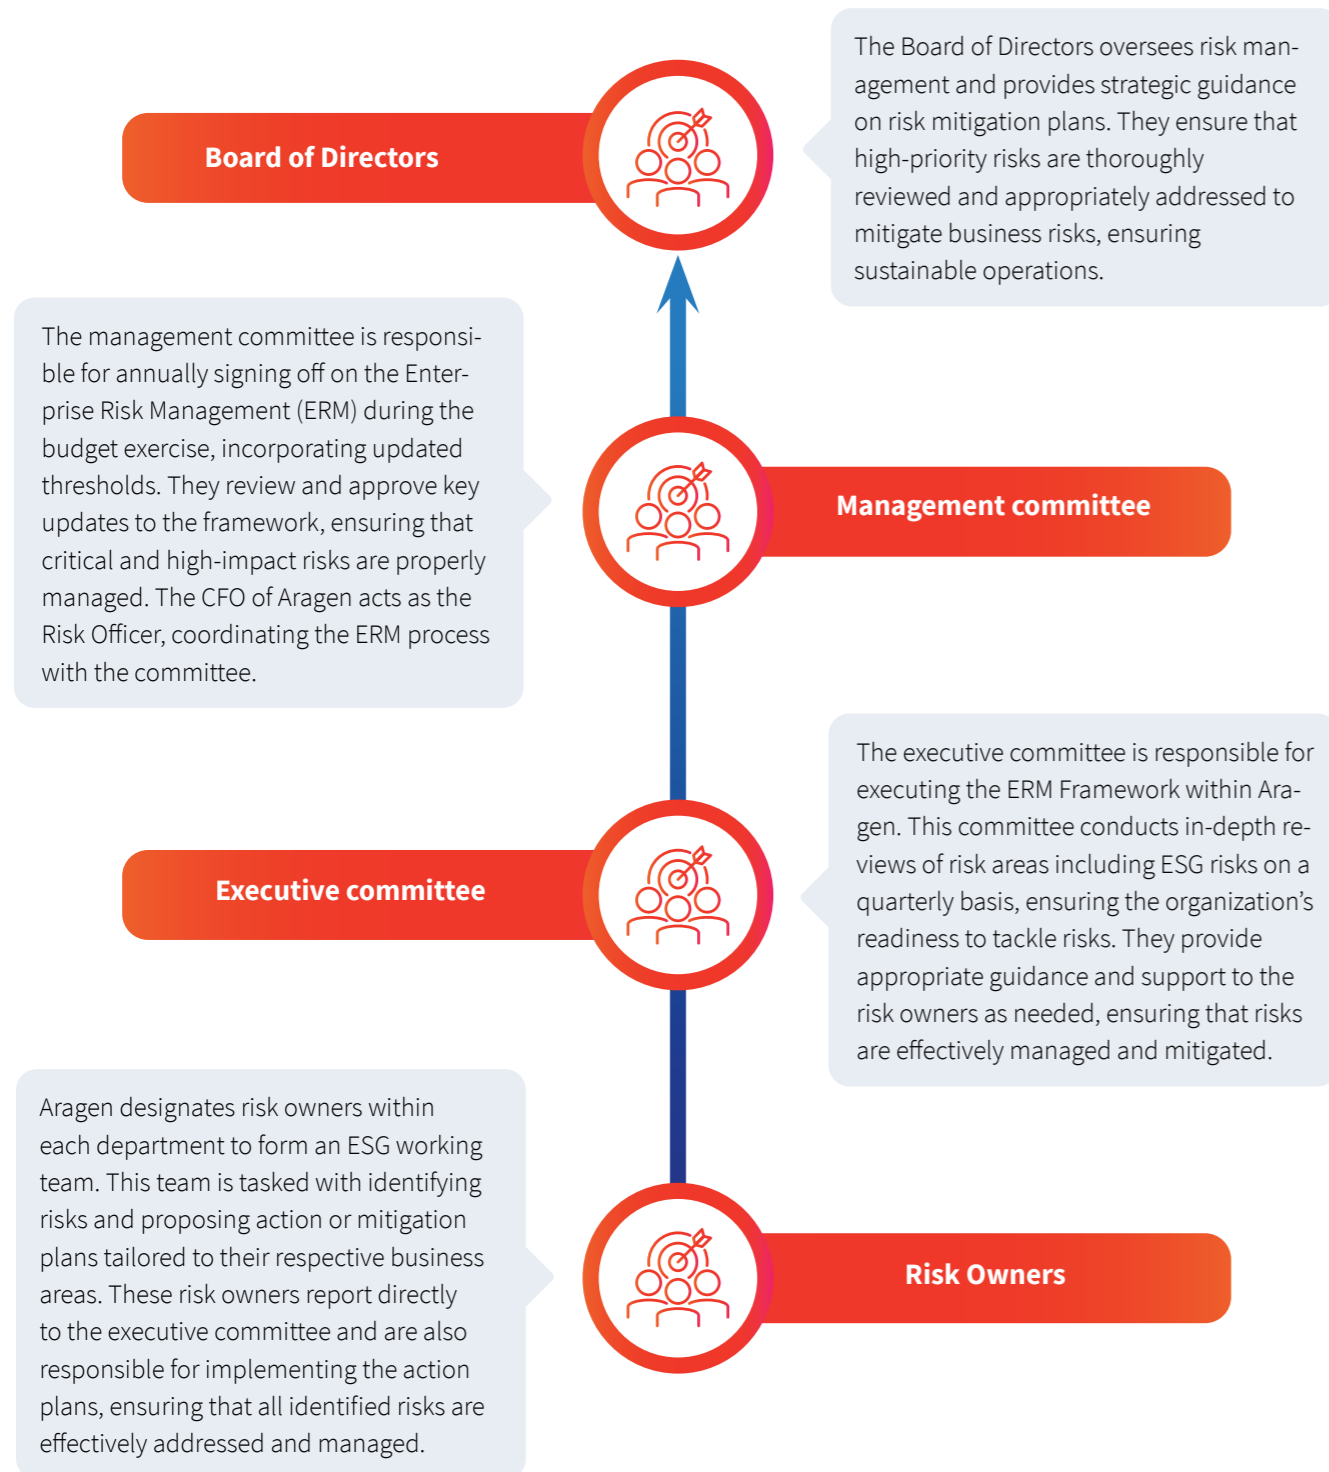 Board of Directors
The Board of Directors oversees risk man-
agement and provides strategic guidance
on risk mitigation plans. They ensure that
high-priority risks are thoroughly
reviewed and appropriately addressed to
mitigate business risks, ensuring
sustainable operations.
Management committee
The management committee is responsi-
ble for annually signing off on the Enter-
prise Risk Management (ERM) during the
budget exercise, incorporating updated
thresholds. They review and approve key
updates to the framework, ensuring that
critical and high-impact risks are properly
managed. The CFO of Aragen acts as the
Risk Officer, coordinating the ERM process
with the committee.
Executive committee
The executive committee is responsible for
executing the ERM Framework within Ara-
gen. This committee conducts in-depth re-
views of risk areas including ESG risks on a
quarterly basis, ensuring the organization’s
readiness to tackle risks. They provide
appropriate guidance and support to the
risk owners as needed, ensuring that risks
are effectively managed and mitigated.
Risk Owners
Aragen designates risk owners within
each department to form an ESG working
team. This team is tasked with identifying
risks and proposing action or mitigation
plans tailored to their respective business
areas. These risk owners report directly
to the executive committee and are also
responsible for implementing the action
plans, ensuring that all identified risks are
effectively addressed and managed.